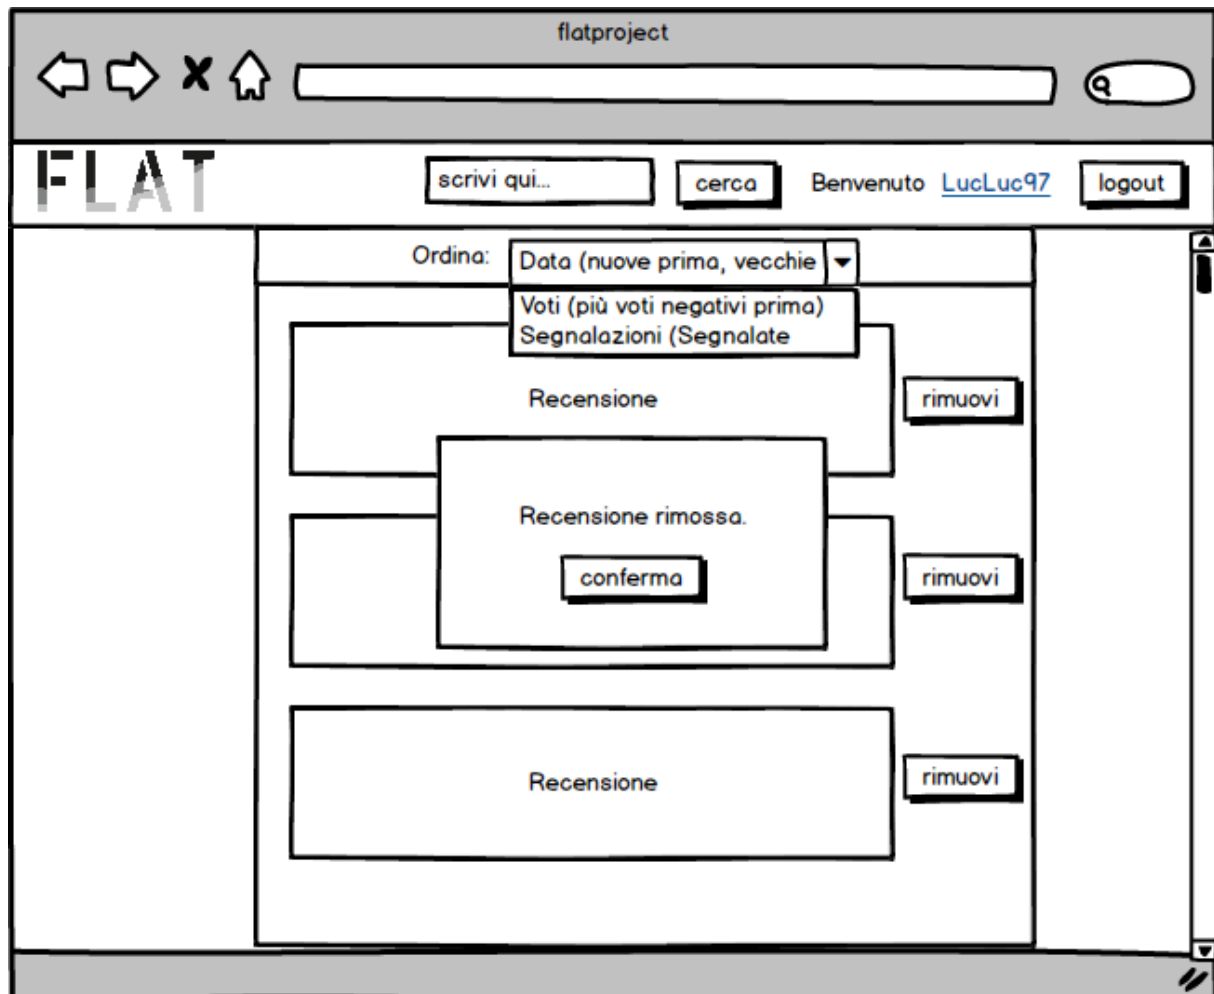 flatproject
FLAT
scrivi qui...
cerca
Benvenuto LucLuc97
logout
Ordina:
Data (nuove prima, vecchie
Voti (più voti negativi prima)
Segnalazioni (Segnalate
Recensione
rimuovi
Recensione rimossa.
conferma
rimuovi
Recensione
rimuovi